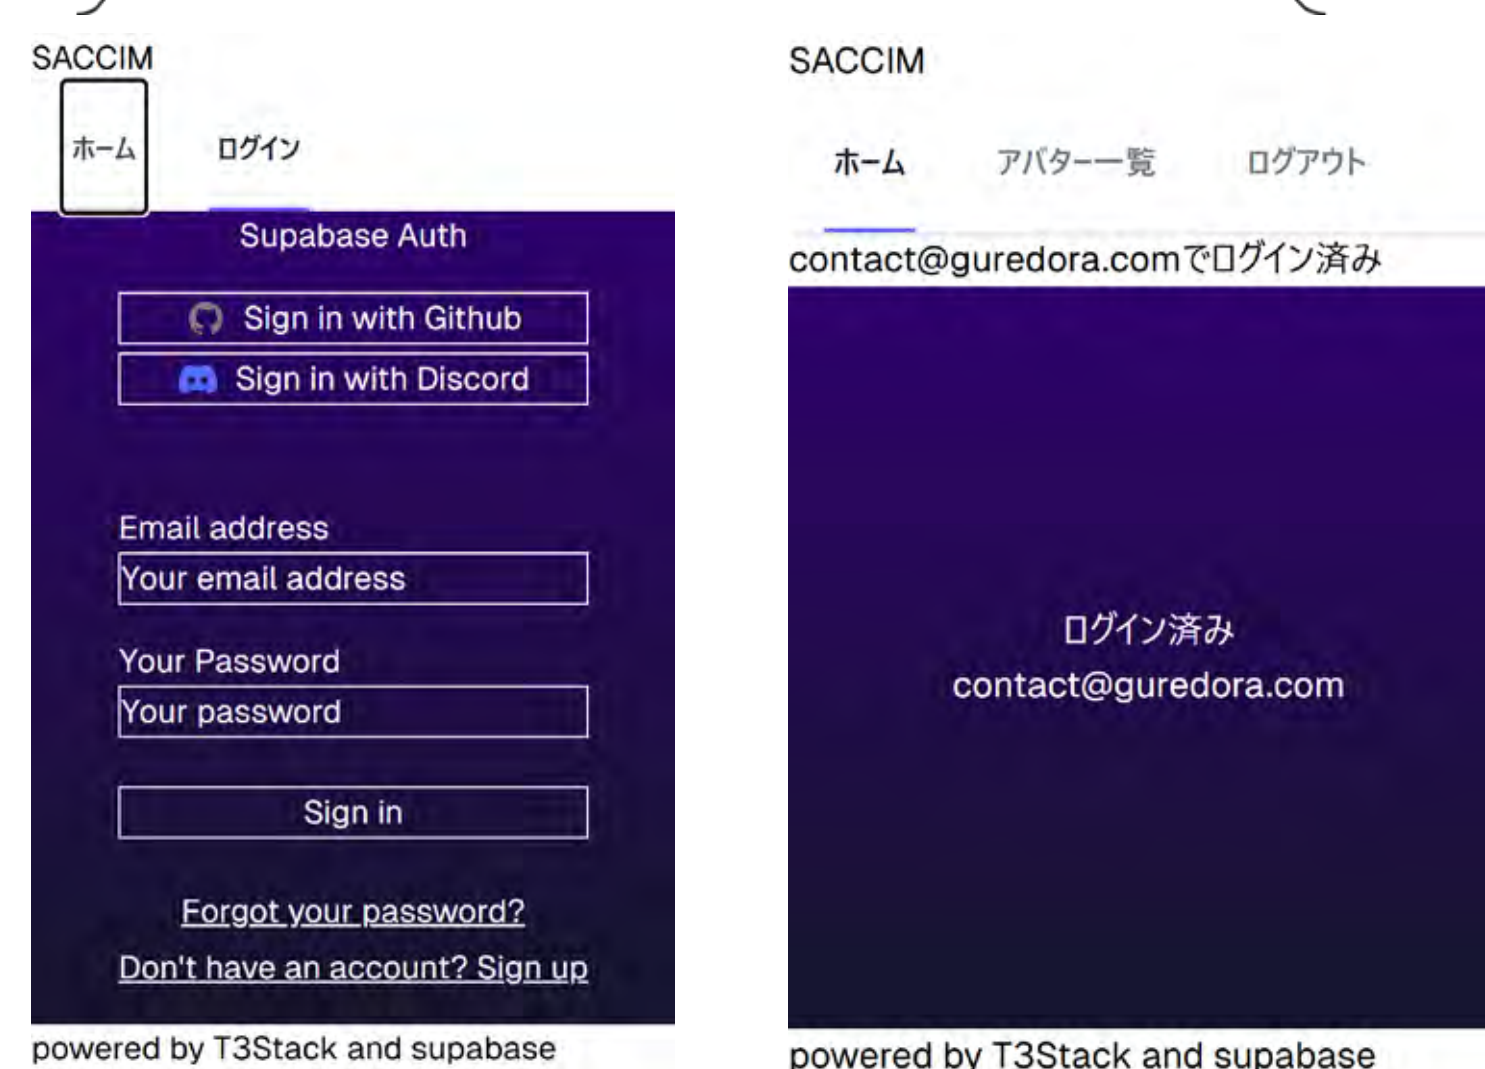 SACCIM
ホーム ログイン
Supabase Auth
Sign in with Github
Sign in with Discord
Email address
Your email address
Your Password
Your password
Sign in
Forgot your password?
Don't have an account? Sign up
powered by T3Stack and supabase
SACCIM
ホーム アバター一覧 ログアウト
contact@guredora.comでログイン済み
ログイン済み
contact@guredora.com
powered by T3Stack and supabase